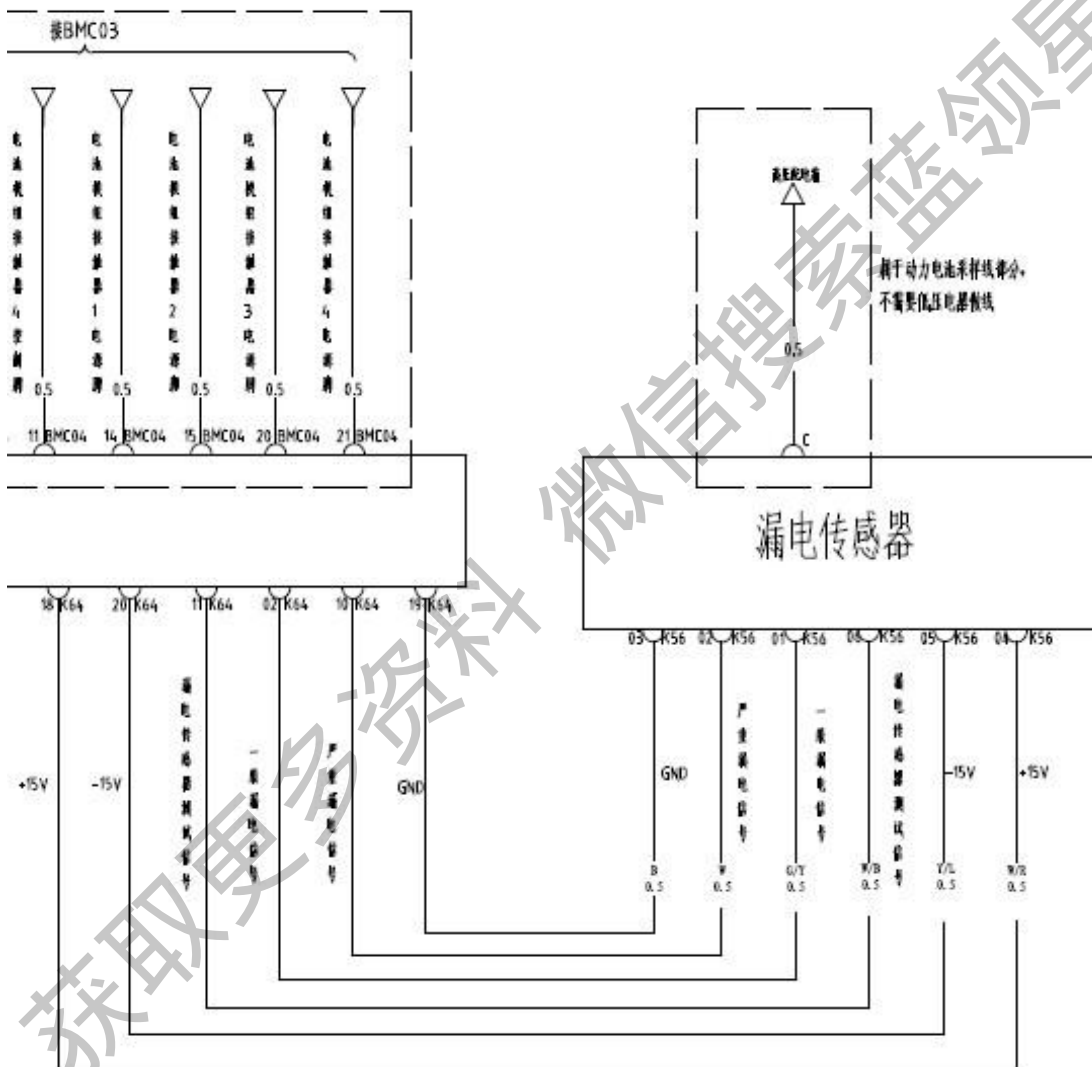 接BMC03
电池模组接触器4控制脚
电池模组接触器1电源脚
电池模组接触器2电源脚
电池模组接触器3电源脚
电池模组接触器4电源脚
0.5 0.5 0.5 0.5 0.5
11 BMC04 14 BMC04 15 BMC04 20 BMC04 21 BMC04
高压配电箱
属于动力电池采样线部分,
不需要低压电器做线
0.5
C
漏电传感器
18 K64 20 K64 11 K64 02 K64 10 K64 19 K64
03 K56 02 K56 01 K56 08 K56 05 K56 04 K56
+15V
-15V
漏电传感器测试信号
一般漏电信号
严重漏电信号
GND
GND
严重漏电信号
一般漏电信号
漏电传感器测试信号
-15V
+15V
B W G/Y W/B Y/L W/R
0.5 0.5 0.5 0.5 0.5 0.5
获取更多资料 微信搜索蓝领星